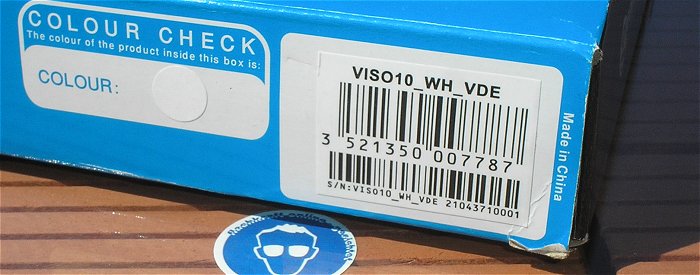 COLOUR CHECK
The colour of the product inside this box is:
COLOUR:
VISO10_WH_VDE
3 521350 007787
S/N:VISO10_WH_VDE 21043710001
Made in China